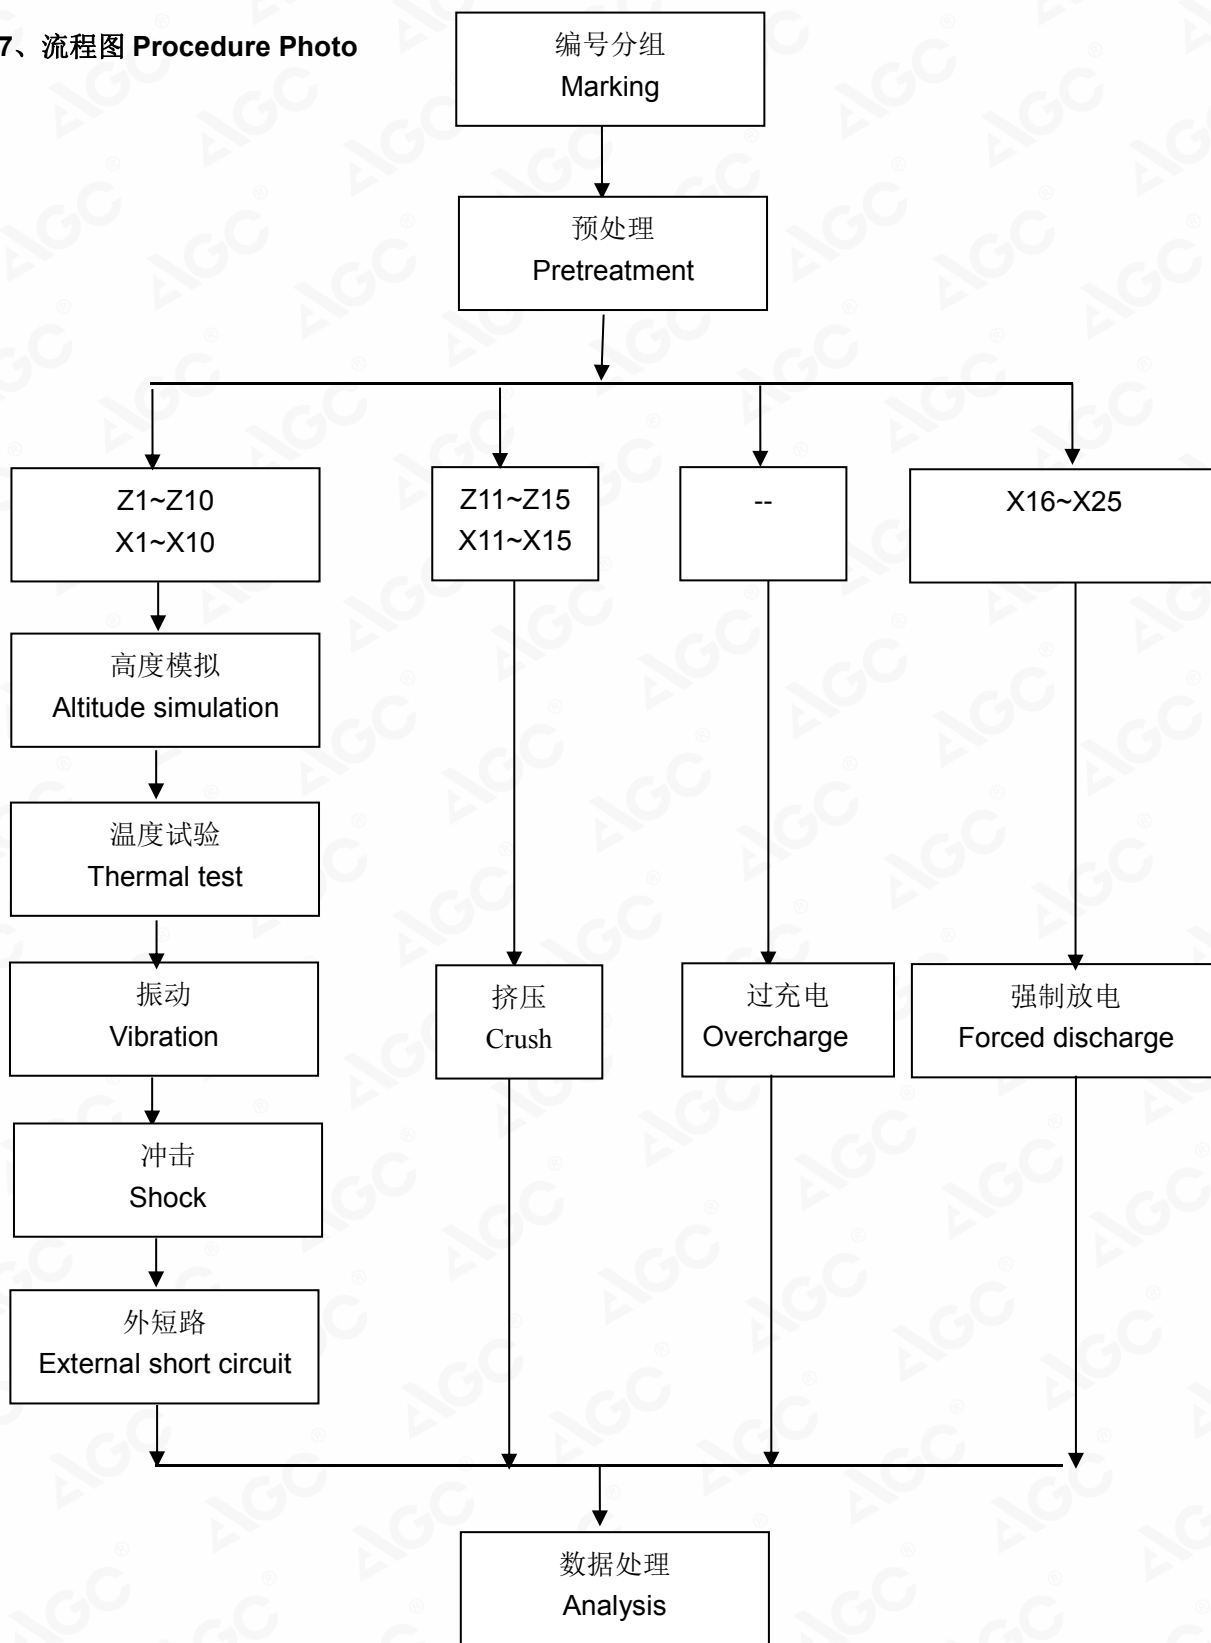 7、流程图 Procedure Photo
编号分组
Marking
预处理
Pretreatment
Z1~Z10
X1~X10
Z11~Z15
X11~X15
--
X16~X25
高度模拟
Altitude simulation
温度试验
Thermal test
振动
Vibration
挤压
Crush
过充电
Overcharge
强制放电
Forced discharge
冲击
Shock
外短路
External short circuit
数据处理
Analysis